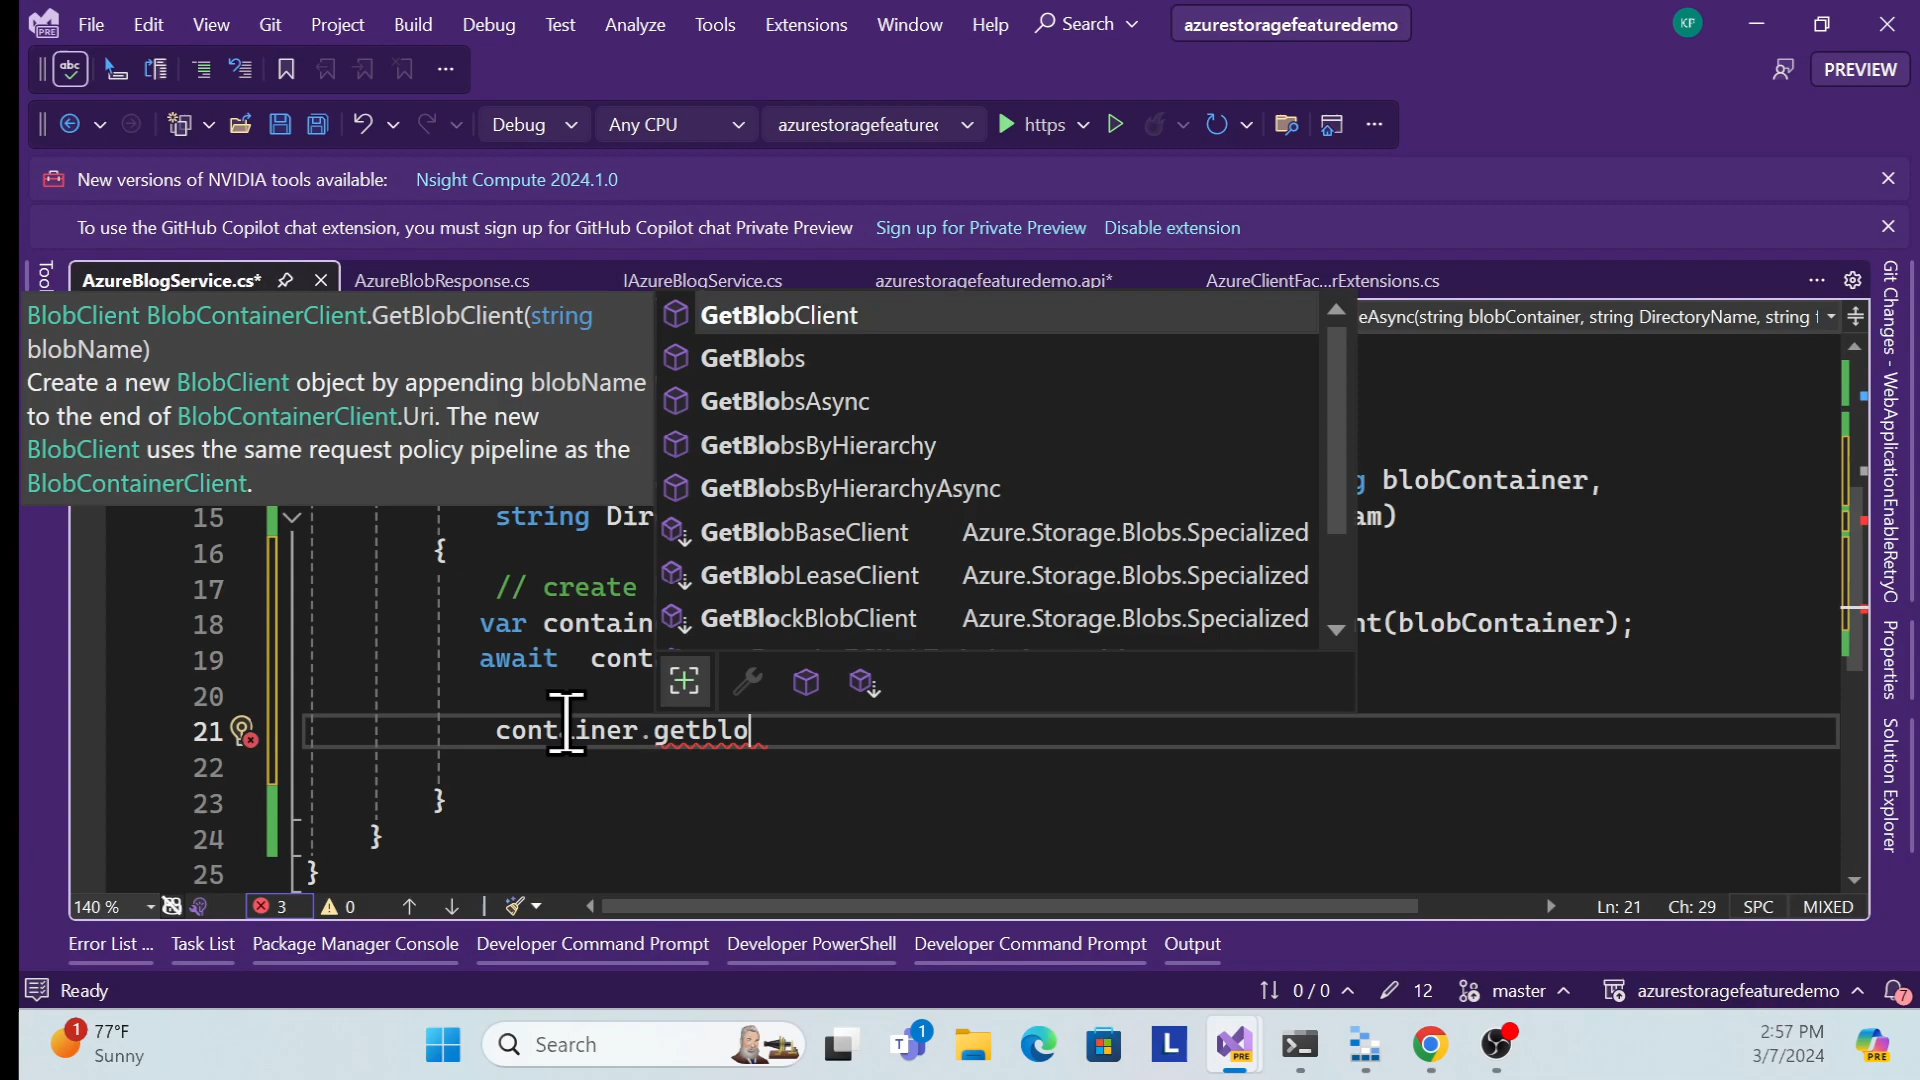 PRE File Edit View Git Project Build Debug Test Analyze Tools Extensions Window Help Search azurestoragefeaturedemo KP
abc PREVIEW
Debug Any CPU azurestoragefeature https
New versions of NVIDIA tools available: Nsight Compute 2024.1.0
To use the GitHub Copilot chat extension, you must sign up for GitHub Copilot chat Private Preview Sign up for Private Preview Disable extension
AzureBlogService.cs* AzureBlobResponse.cs IAzureBlogService.cs azurestoragefeaturedemo.api* AzureClientFac...rExtensions.cs
BlobClient BlobContainerClient.GetBlobClient(string
blobName)
Create a new BlobClient object by appending blobName
to the end of BlobContainerClient.Uri. The new
BlobClient uses the same request policy pipeline as the
BlobContainerClient.
GetBlobClient
GetBlobs
GetBlobsAsync
GetBlobsByHierarchy
GetBlobsByHierarchyAsync
GetBlobBaseClient Azure.Storage.Blobs.Specialized
GetBlobLeaseClient Azure.Storage.Blobs.Specialized
GetBlockBlobClient Azure.Storage.Blobs.Specialized
eAsync(string blobContainer, string DirectoryName, string f
g blobContainer,
15 string Dir am)
16 {
17 // create
18 var contain nt(blobContainer);
19 await cont
20
21 container.getblo
22
23 }
24 }
25 }
140 % 3 0 Ln: 21 Ch: 29 SPC MIXED
Error List ... Task List Package Manager Console Developer Command Prompt Developer PowerShell Developer Command Prompt Output
Ready 0 / 0 12 master azurestoragefeaturedemo 7
Tool
Git Changes - WebApplicationEnableRetryC
Properties
Solution Explorer
1 77°F
Sunny
Search
1
T
L
PRE
2:57 PM
3/7/2024
PRE